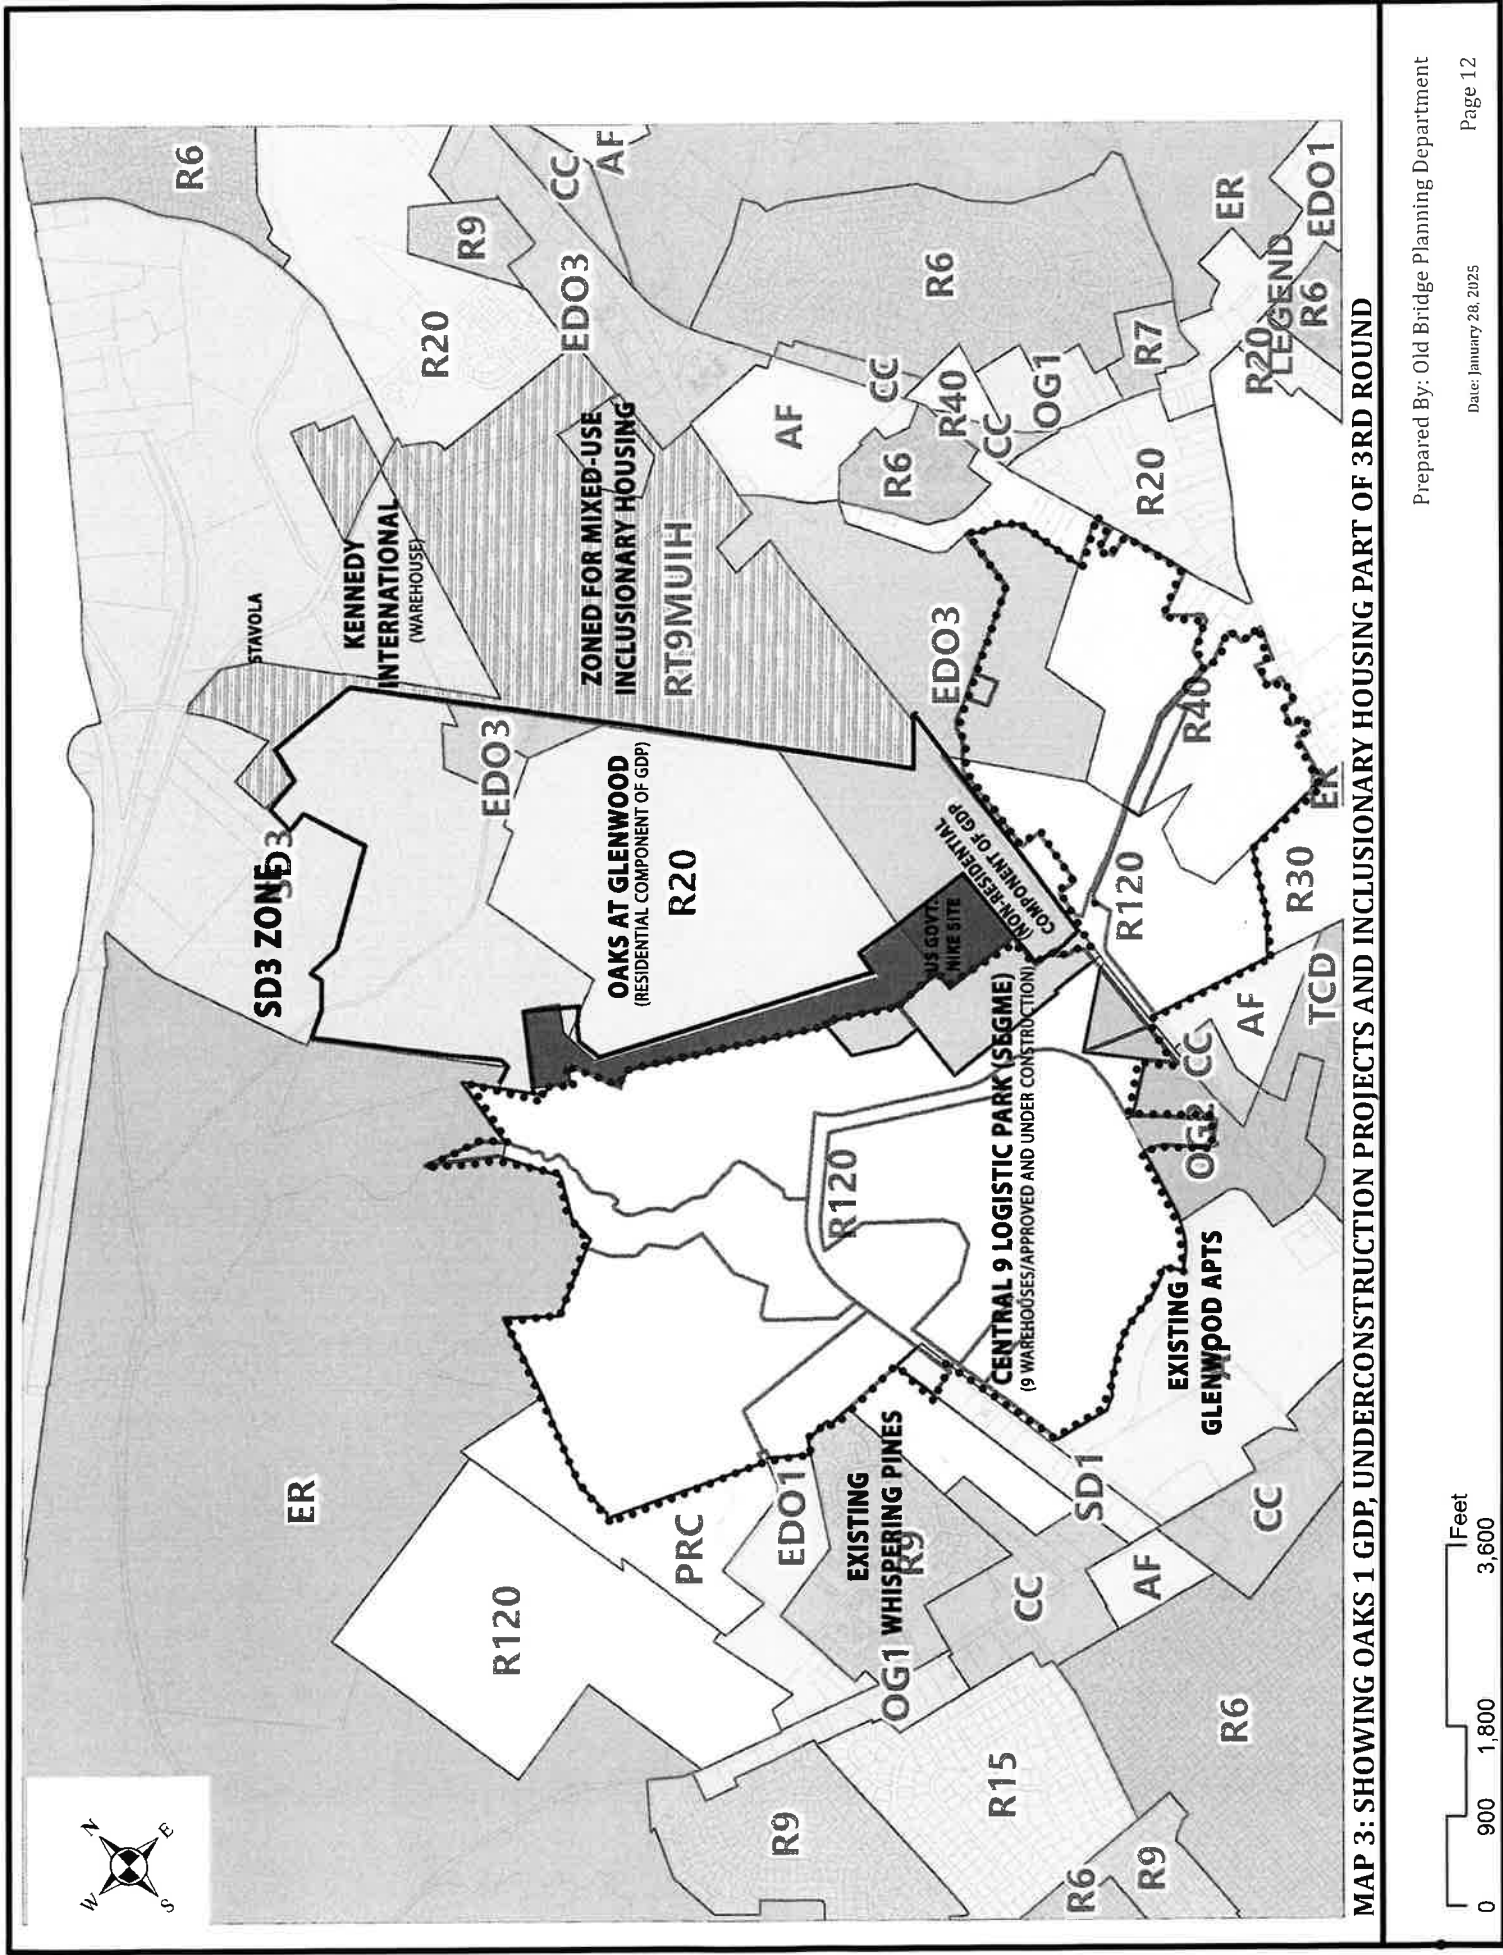 N
W
E
S
R6
R9
R20
CC
AF
EDO3
R6
ER
EDO1
R20
LEGEND
R6
R7
OG1
CC
R40
CC
R6
AF
R20
STAVOLA
KENNEDY
INTERNATIONAL
(WAREHOUSE)
ZONED FOR MIXED-USE
INCLUSIONARY HOUSING
RT9MUIH
EDO3
R40
ER
SD3 ZONE
SD3
EDO3
OAKS AT GLENWOOD
(RESIDENTIAL COMPONENT OF GDP)
R20
(NON-RESIDENTIAL
COMPONENT OF GDP)
US GOVT.
NIKE SITE
R120
R30
TCD
AF
CC
OG2
R120
CENTRAL 9 LOGISTIC PARK (SEGME)
(9 WAREHOUSES/APPROVED AND UNDER CONSTRUCTION)
EXISTING
GLENWOOD APTS
ER
R120
PRC
EDO1
EXISTING
WHISPERING PINES
R9
OG1
SD1
CC
CC
AF
R15
R6
R9
R6
R9
MAP 3: SHOWING OAKS 1 GDP, UNDERCONSTRUCTION PROJECTS AND INCLUSIONARY HOUSING PART OF 3RD ROUND
Feet
0 900 1,800 3,600
Prepared By: Old Bridge Planning Department
Date: January 28, 2025
Page 12